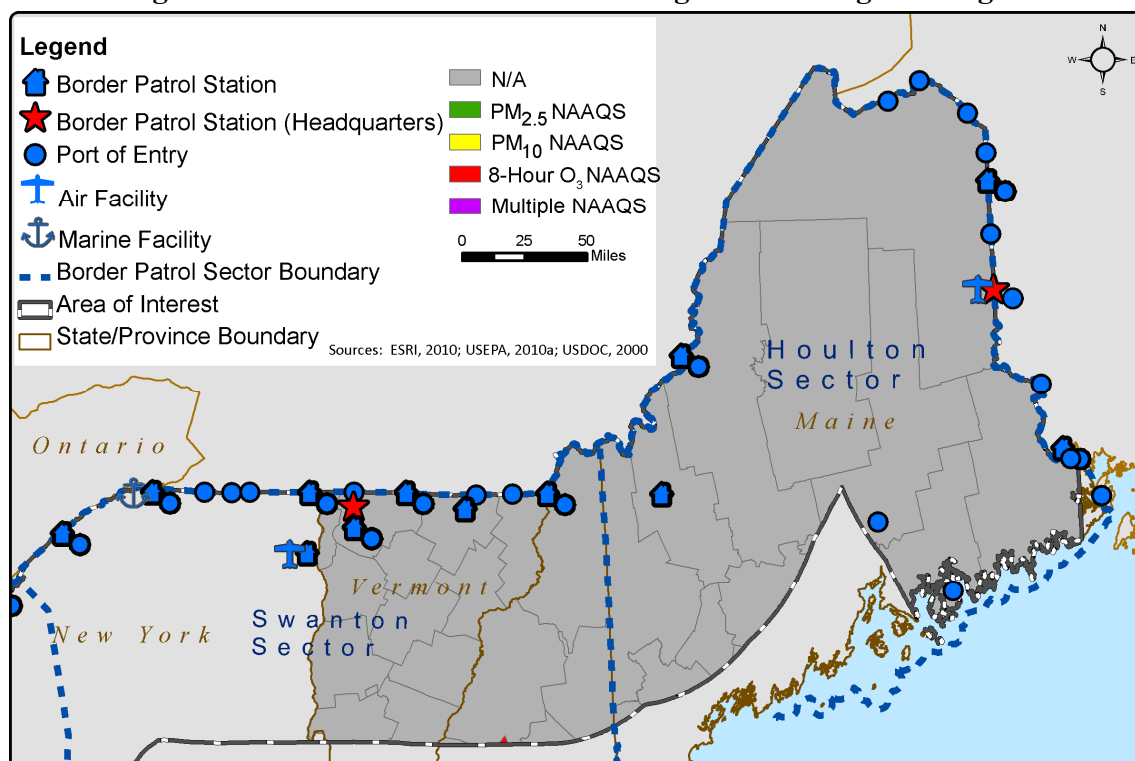 Legend
Border Patrol Station
Border Patrol Station (Headquarters)
Port of Entry
Air Facility
Marine Facility
Border Patrol Sector Boundary
Area of Interest
State/Province Boundary
N/A
PM2.5 NAAQS
PM10 NAAQS
8-Hour O3 NAAQS
Multiple NAAQS
0 25 50
Miles
Sources: ESRI, 2010; USEPA, 2010a; USDOC, 2000
N
W E
S
Houlton
Sector
Maine
Ontario
Vermont
Swanton
Sector
New York